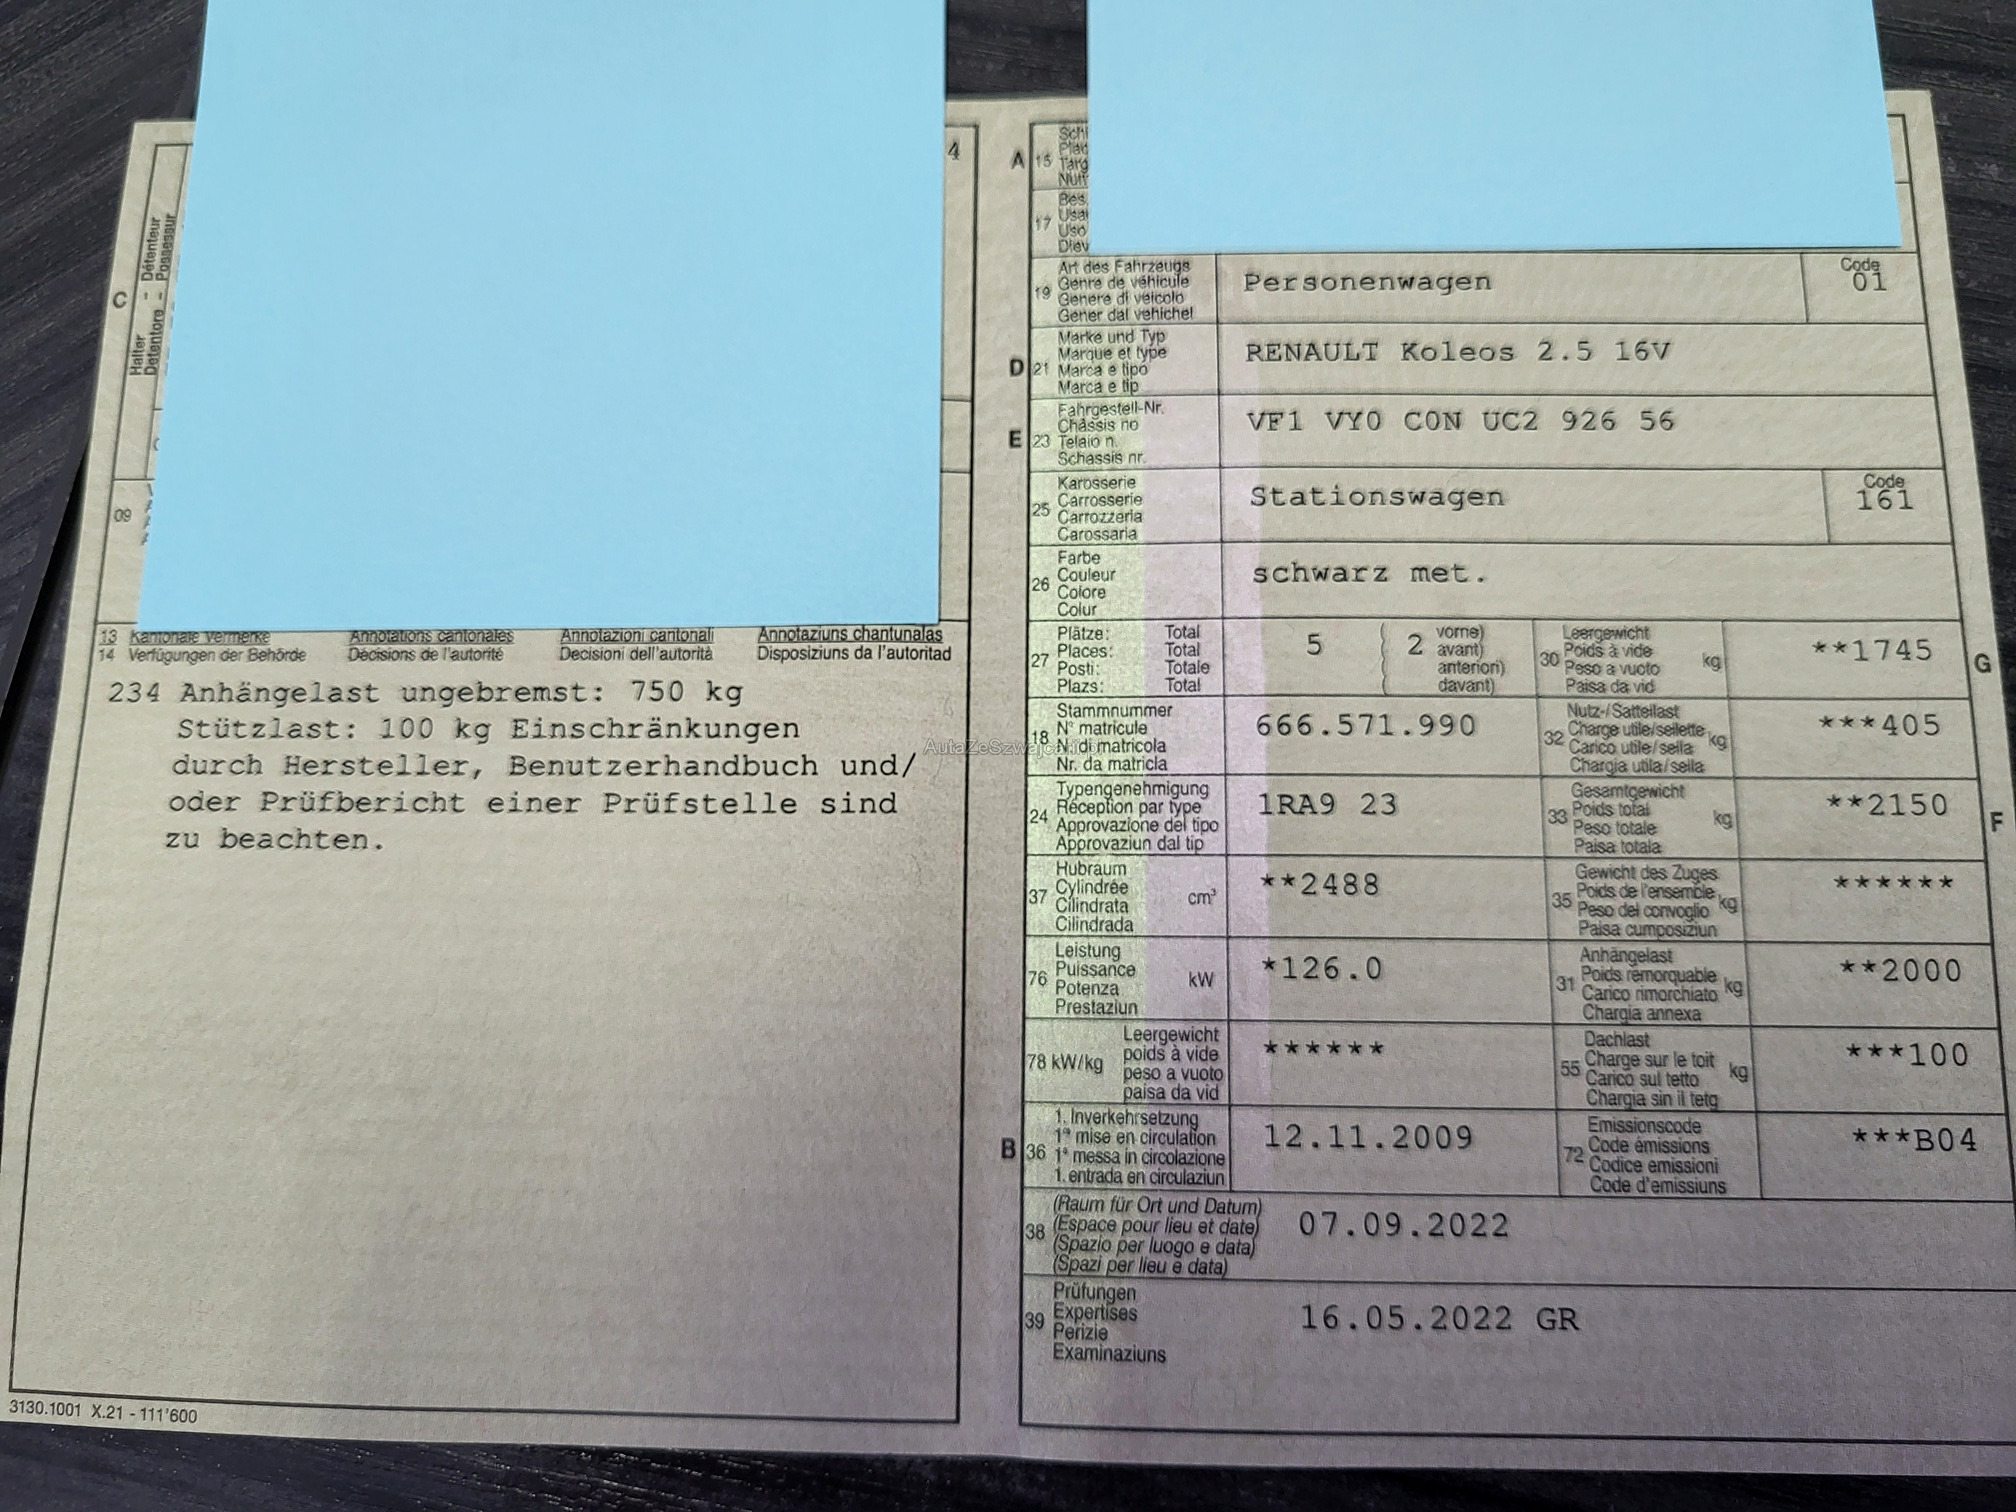 4
C
Halter - Détenteur
Detentore - Possessur
09
13 Kantonale Vermerke Annotations cantonales Annotazioni cantonali Annotaziuns chantunalas
14 Verfügungen der Behörde Décisions de l'autorité Decisioni dell'autorità Disposiziuns da l'autoritad
234 Anhängelast ungebremst: 750 kg
Stützlast: 100 kg Einschränkungen
durch Hersteller, Benutzerhandbuch und/
oder Prüfbericht einer Prüfstelle sind
zu beachten.
3130.1001 X.21 - 111'600
A 15
17
19 Art des Fahrzeugs
Genre de véhicule
Genere di veicolo
Gener dal vehichel
Personenwagen
Code
01
D 21 Marke und Typ
Marque et type
Marca e tipo
Marca e tip
RENAULT Koleos 2.5 16V
E 23 Fahrgestell-Nr.
Châssis no
Telaio n.
Schassis nr.
VF1 VY0 C0N UC2 926 56
25 Karosserie
Carrosserie
Carrozzeria
Carossaria
Stationswagen
Code
161
26 Farbe
Couleur
Colore
Colur
schwarz met.
27 Plätze: Total
Places: Total
Posti: Totale
Plazs: Total
5 2 vorne)
avant)
anteriori)
davant)
30 Leergewicht
Poids à vide
Peso a vuoto
Paisa da vid
kg
**1745
G
18 Stammnummer
N° matricule
N. di matricola
Nr. da matricla
666.571.990
32 Nutz-/Sattellast
Charge utile/sellette
Carico utile/sella
Chargia utila/sella
kg
***405
24 Typengenehmigung
Réception par type
Approvazione del tipo
Approvaziun dal tip
1RA9 23
33 Gesamtgewicht
Poids total
Peso totale
Paisa totala
kg
**2150
F
37 Hubraum
Cylindrée
Cilindrata
Cilindrada
cm³
**2488
35 Gewicht des Zuges
Poids de l'ensemble
Peso del convoglio
Paisa cumposiziun
kg
******
76 Leistung
Puissance
Potenza
Prestaziun
kW
*126.0
31 Anhängelast
Poids remorquable
Carico rimorchiato
Chargia annexa
kg
**2000
78 kW/kg Leergewicht
poids à vide
peso a vuoto
paisa da vid
******
55 Dachlast
Charge sur le toit
Carico sul tetto
Chargia sin il tetg
kg
***100
B 36 1. Inverkehrsetzung
1ª mise en circulation
1ª messa in circolazione
1. entrada en circulaziun
12.11.2009
72 Emissionscode
Code émissions
Codice emissioni
Code d'emissiuns
***B04
38 (Raum für Ort und Datum)
(Espace pour lieu et date)
(Spazio per luogo e data)
(Spazi per lieu e data)
07.09.2022
39 Prüfungen
Expertises
Perizie
Examinaziuns
16.05.2022 GR